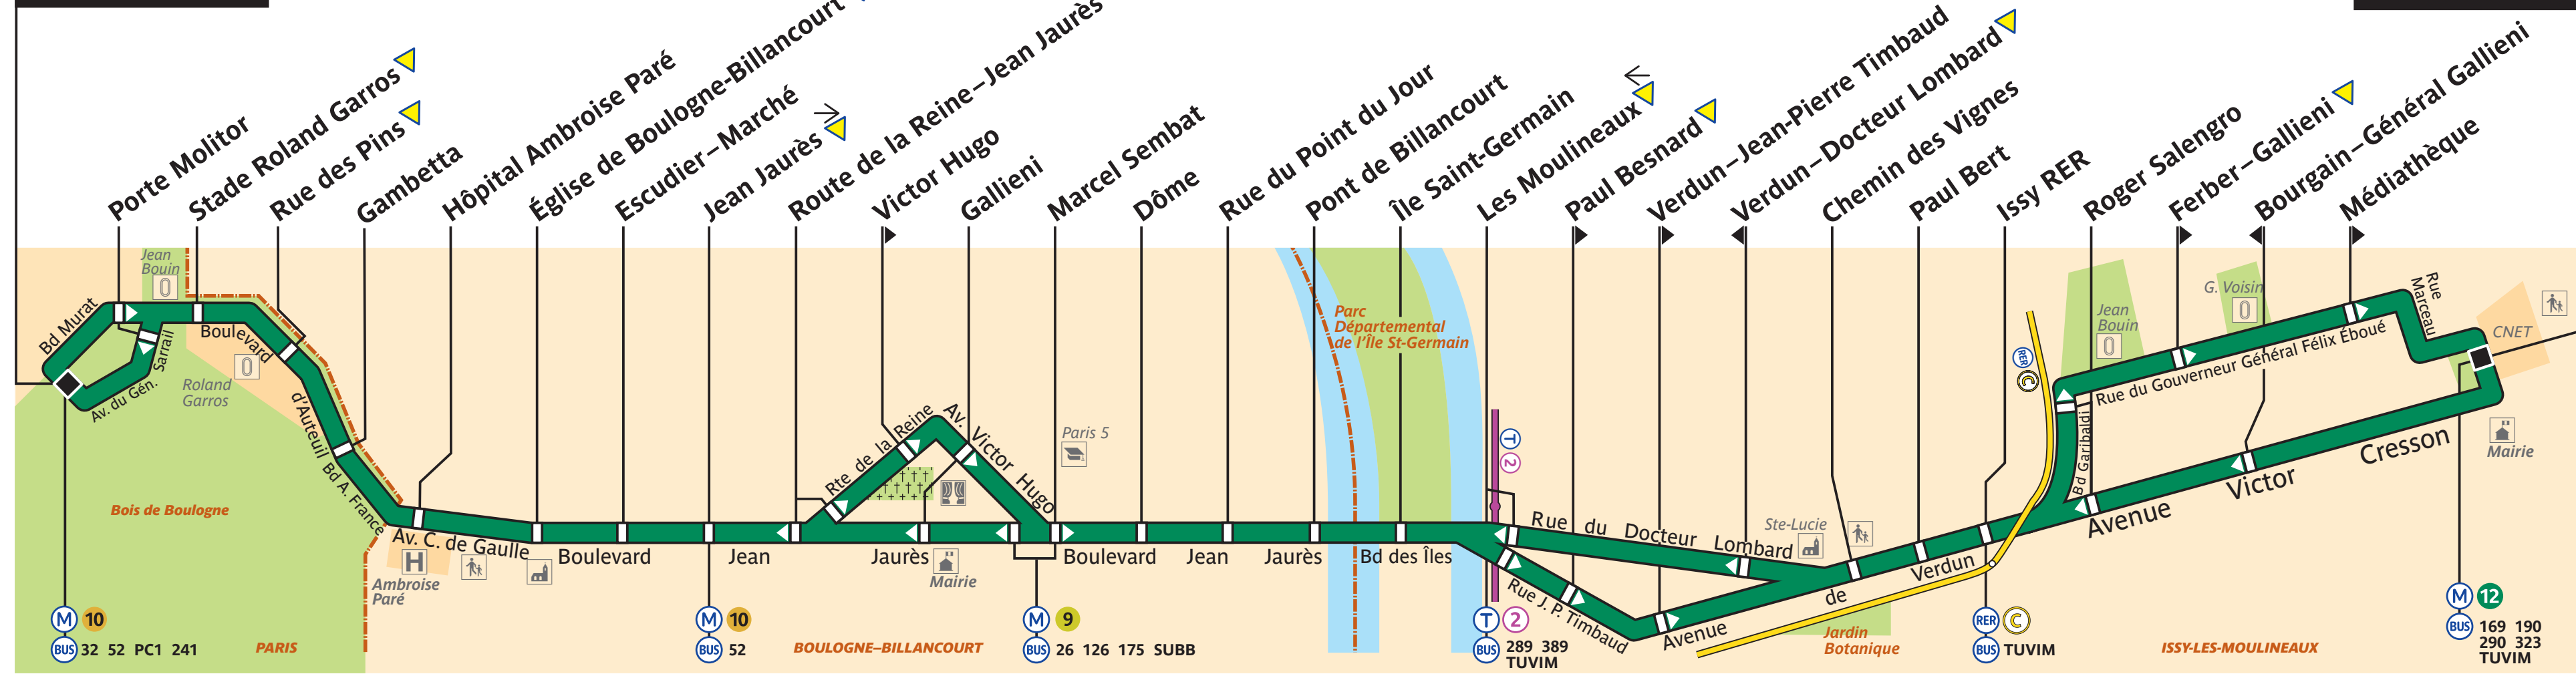 Porte Molitor
Stade Roland Garros
Rue des Pins
Gambetta
Hôpital Ambroise Paré
Église de Boulogne-Billancourt
Escudier–Marché
Jean Jaurès
Route de la Reine–Jean Jaurès
Victor Hugo
Gallieni
Marcel Sembat
Dôme
Rue du Point du Jour
Pont de Billancourt
Île Saint-Germain
Les Moulineaux
Paul Besnard
Verdun–Jean-Pierre Timbaud
Verdun–Docteur Lombard
Chemin des Vignes
Paul Bert
Issy RER
Roger Salengro
Ferber–Gallieni
Bourgain–Général Gallieni
Médiathèque
Bd Murat
Jean
Bouin
Av. du Gén. Sarrail
Boulevard
d'Auteuil
Roland
Garros
Bois de Boulogne
Bd A. France
Av. C. de Gaulle
H
Ambroise
Paré
Boulevard
Jean
Jaurès
Rte de la Reine
Av. Victor Hugo
Mairie
Paris 5
Boulevard
Jean
Jaurès
Bd des Îles
Parc
Départemental
de l'Île St-Germain
T 2
Rue du Docteur Lombard
Rue J. P. Timbaud
Ste-Lucie
Avenue
de
Verdun
Jardin
Botanique
RER C
Jean
Bouin
Bd Garibaldi
G. Voisin
Rue du Gouverneur Général Félix Éboué
Rue
Marceau
CNET
Mairie
Avenue
Victor
Cresson
M 10
BUS 32 52 PC1 241
PARIS
M 10
BUS 52
BOULOGNE–BILLANCOURT
M 9
BUS 26 126 175 SUBB
T 2
BUS 289 389
TUVIM
RER C
BUS TUVIM
ISSY-LES-MOULINEAUX
M 12
BUS 169 190
290 323
TUVIM